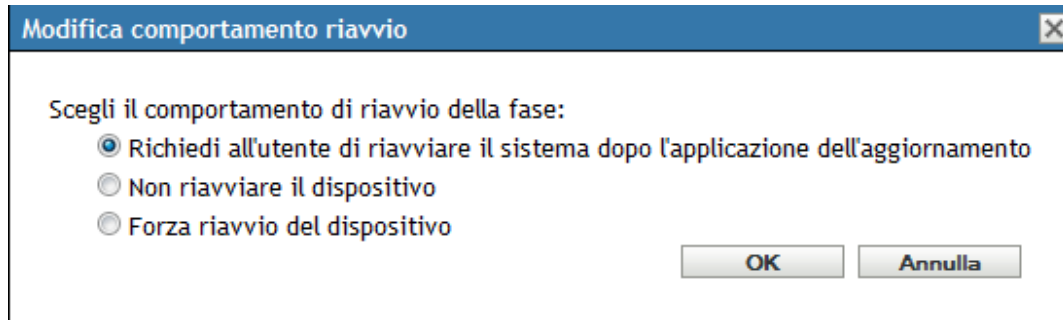 Modifica comportamento riavvio
Scegli il comportamento di riavvio della fase:
Richiedi all'utente di riavviare il sistema dopo l'applicazione dell'aggiornamento
Non riavviare il dispositivo
Forza riavvio del dispositivo
OK Annulla